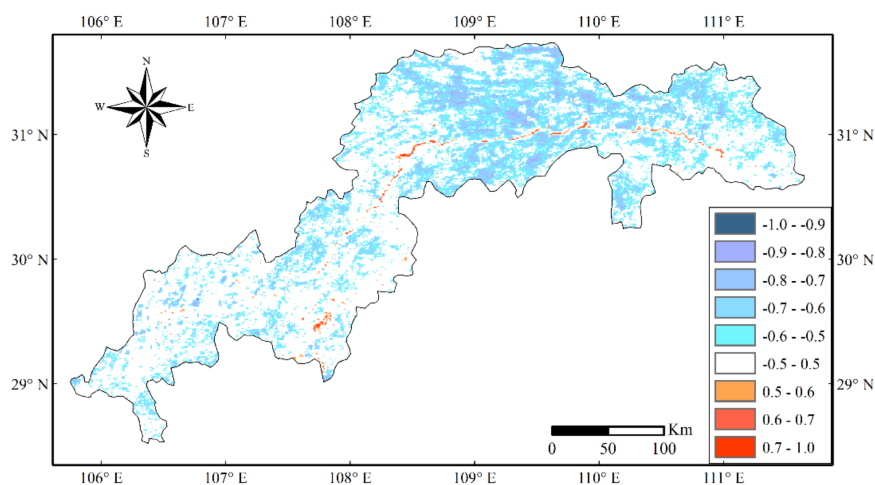 106° E 107° E 108° E 109° E 110° E 111° E
N
W E
S
31° N 31° N
30° N 30° N
29° N 29° N
-1.0 - -0.9
-0.9 - -0.8
-0.8 - -0.7
-0.7 - -0.6
-0.6 - -0.5
-0.5 - 0.5
0.5 - 0.6
0.6 - 0.7
0.7 - 1.0
Km
0 50 100
106° E 107° E 108° E 109° E 110° E 111° E